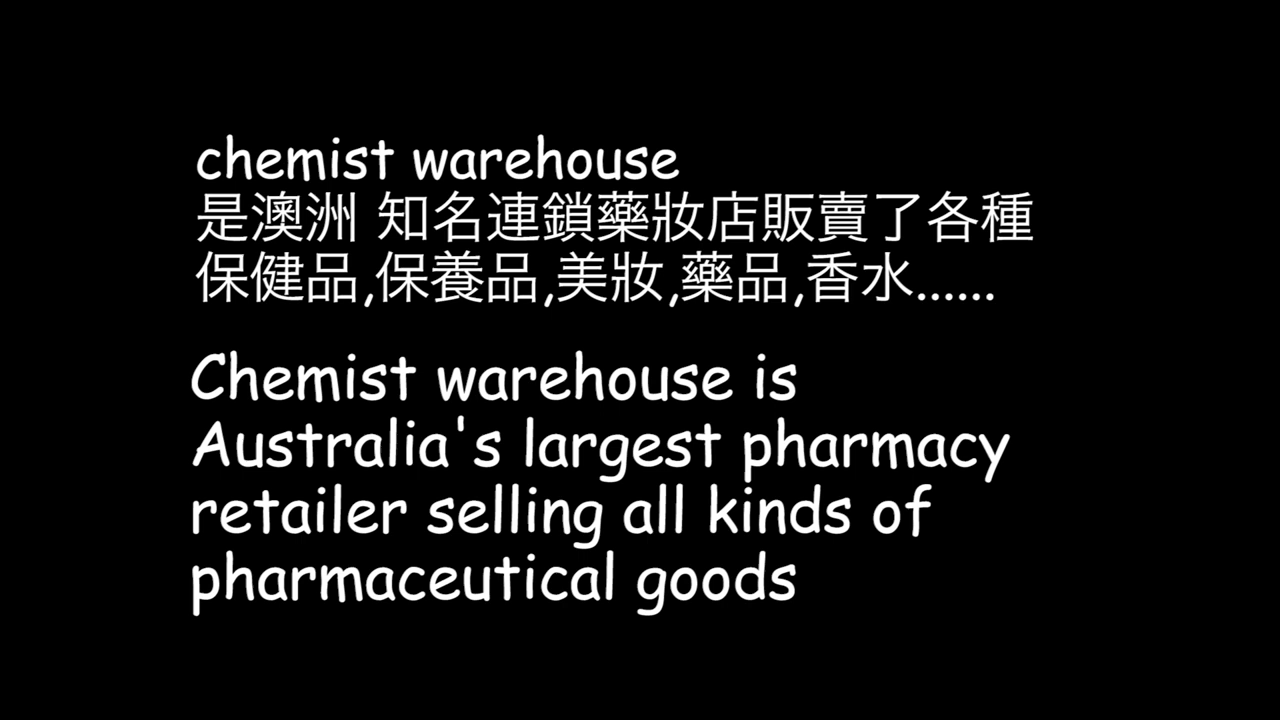 chemist warehouse
是澳洲 知名連鎖藥妝店販賣了各種
保健品,保養品,美妝,藥品,香水......
Chemist warehouse is
Australia's largest pharmacy
retailer selling all kinds of
pharmaceutical goods